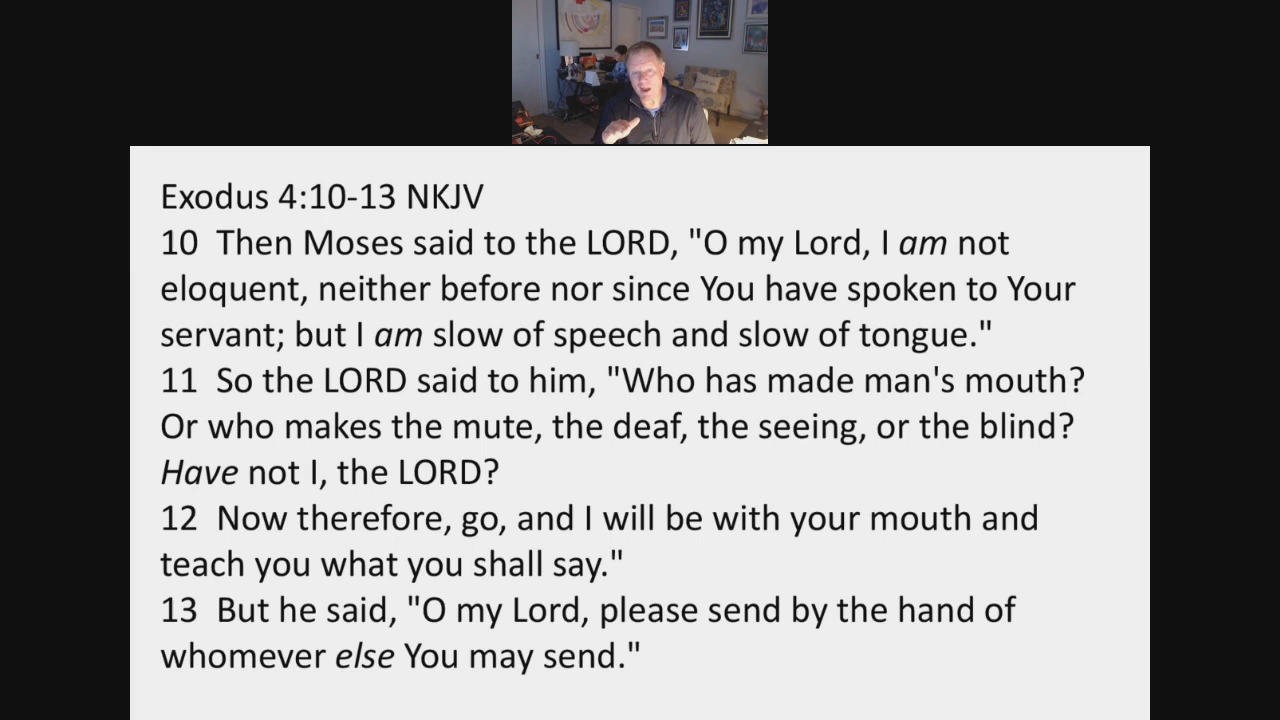 Exodus 4:10-13 NKJV
10 Then Moses said to the LORD, "O my Lord, I am not
eloquent, neither before nor since You have spoken to Your
servant; but I am slow of speech and slow of tongue."
11 So the LORD said to him, "Who has made man's mouth?
Or who makes the mute, the deaf, the seeing, or the blind?
Have not I, the LORD?
12 Now therefore, go, and I will be with your mouth and
teach you what you shall say."
13 But he said, "O my Lord, please send by the hand of
whomever else You may send."